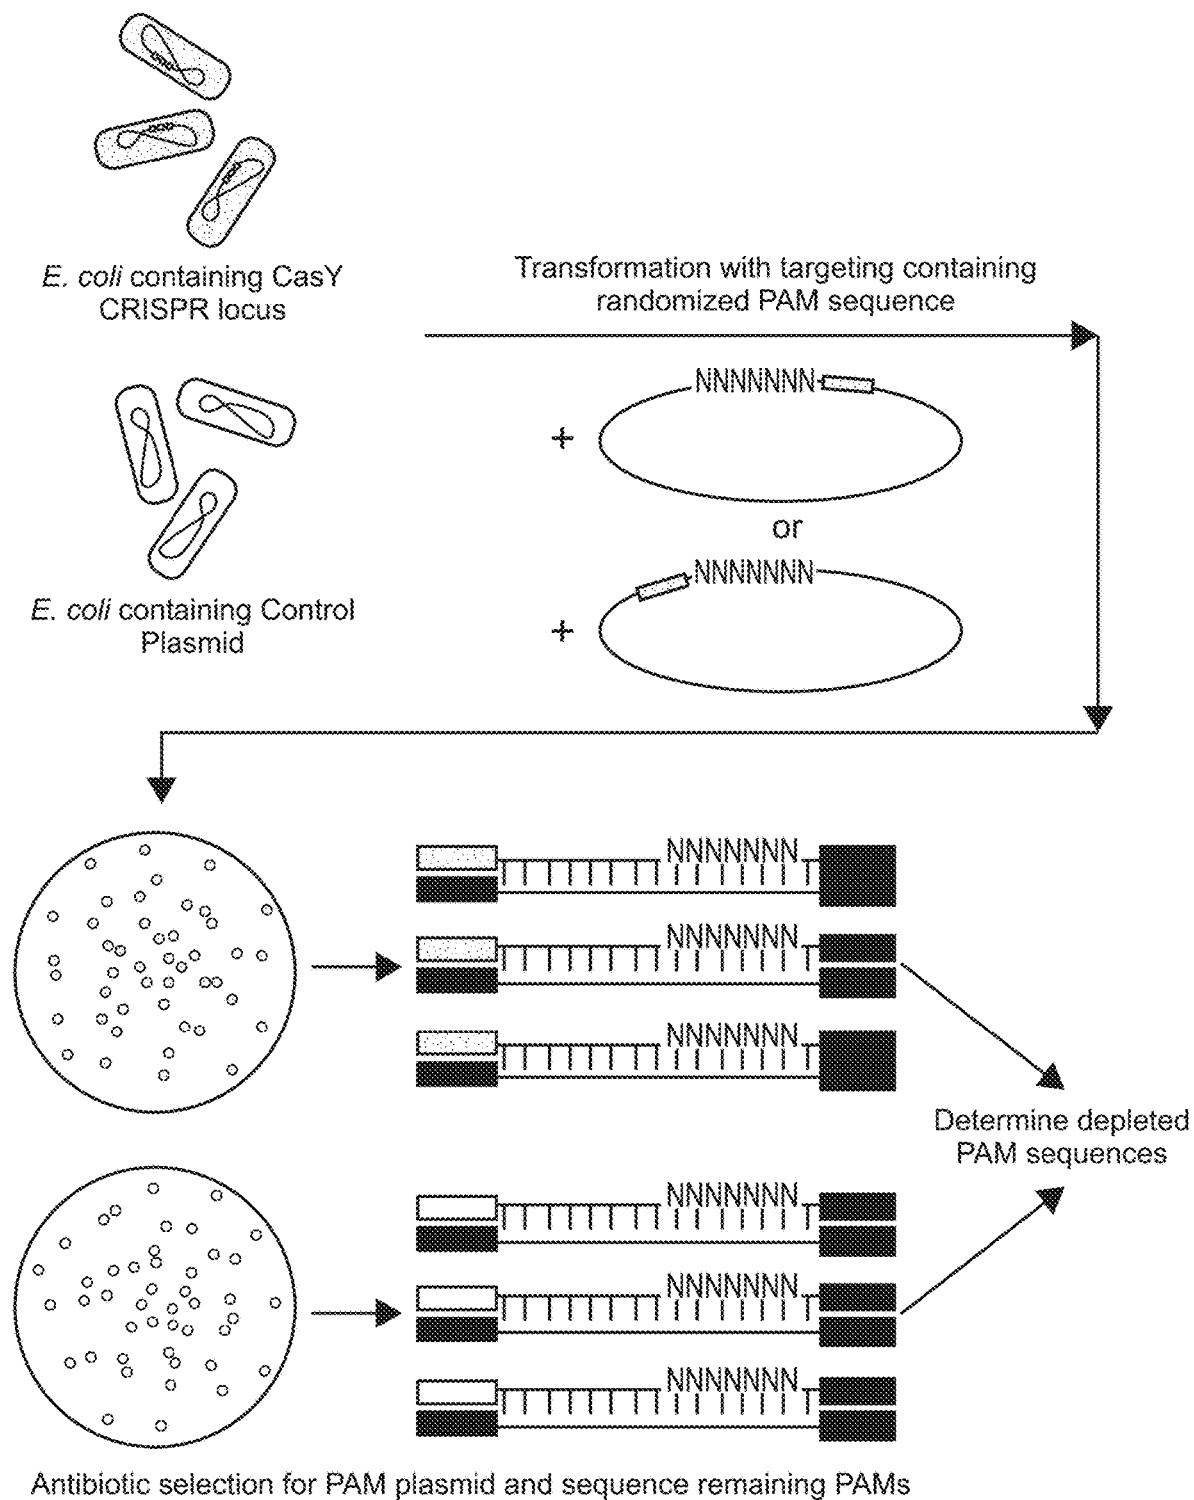 E. coli containing CasY
CRISPR locus
Transformation with targeting containing
randomized PAM sequence
NNNNNNN
+
or
NNNNNNN
+
E. coli containing Control
Plasmid
NNNNNNN
NNNNNNN
NNNNNNN
Determine depleted
PAM sequences
NNNNNNN
NNNNNNN
NNNNNNN
Antibiotic selection for PAM plasmid and sequence remaining PAMs